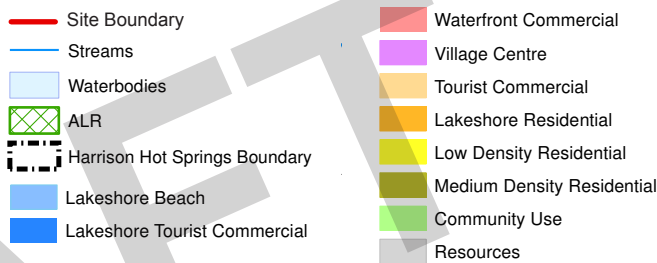 Site Boundary
Streams
Waterbodies
ALR
Harrison Hot Springs Boundary
Lakeshore Beach
Lakeshore Tourist Commercial
Waterfront Commercial
Village Centre
Tourist Commercial
Lakeshore Residential
Low Density Residential
Medium Density Residential
Community Use
Resources